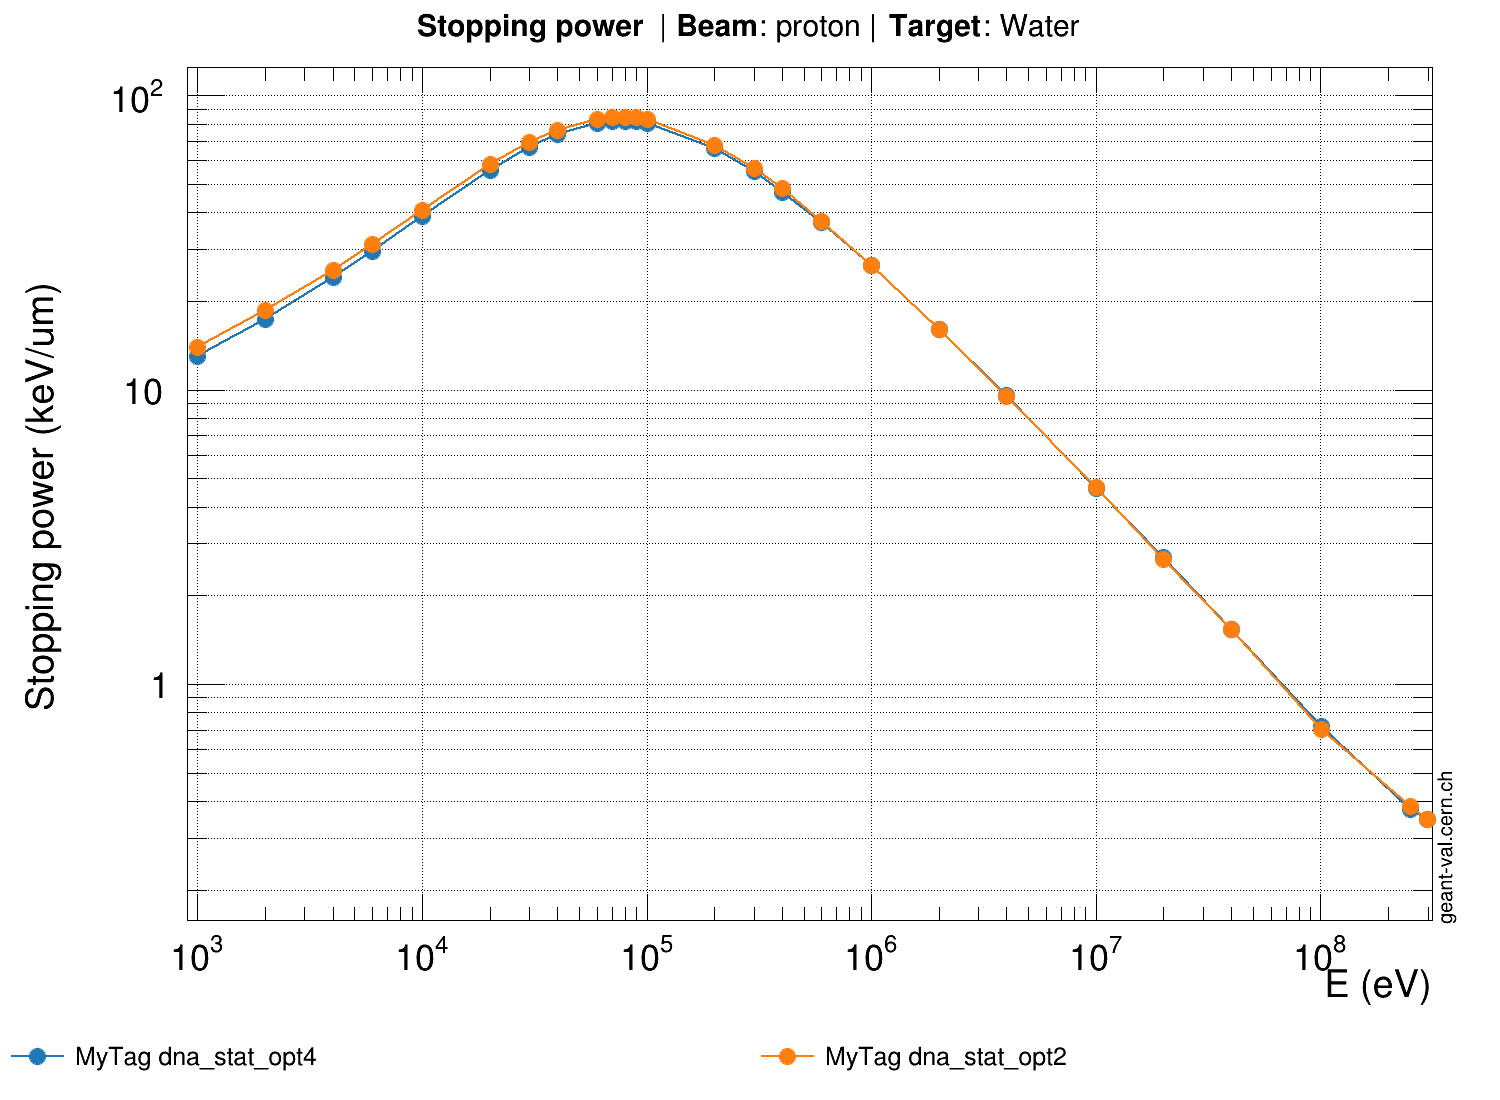 Stopping power | Beam: proton | Target: Water
Stopping power (keV/um)
10²
10
1
10³ 10⁴ 10⁵ 10⁶ 10⁷ 10⁸
E (eV)
geant-val.cern.ch
MyTag dna_stat_opt4 MyTag dna_stat_opt2